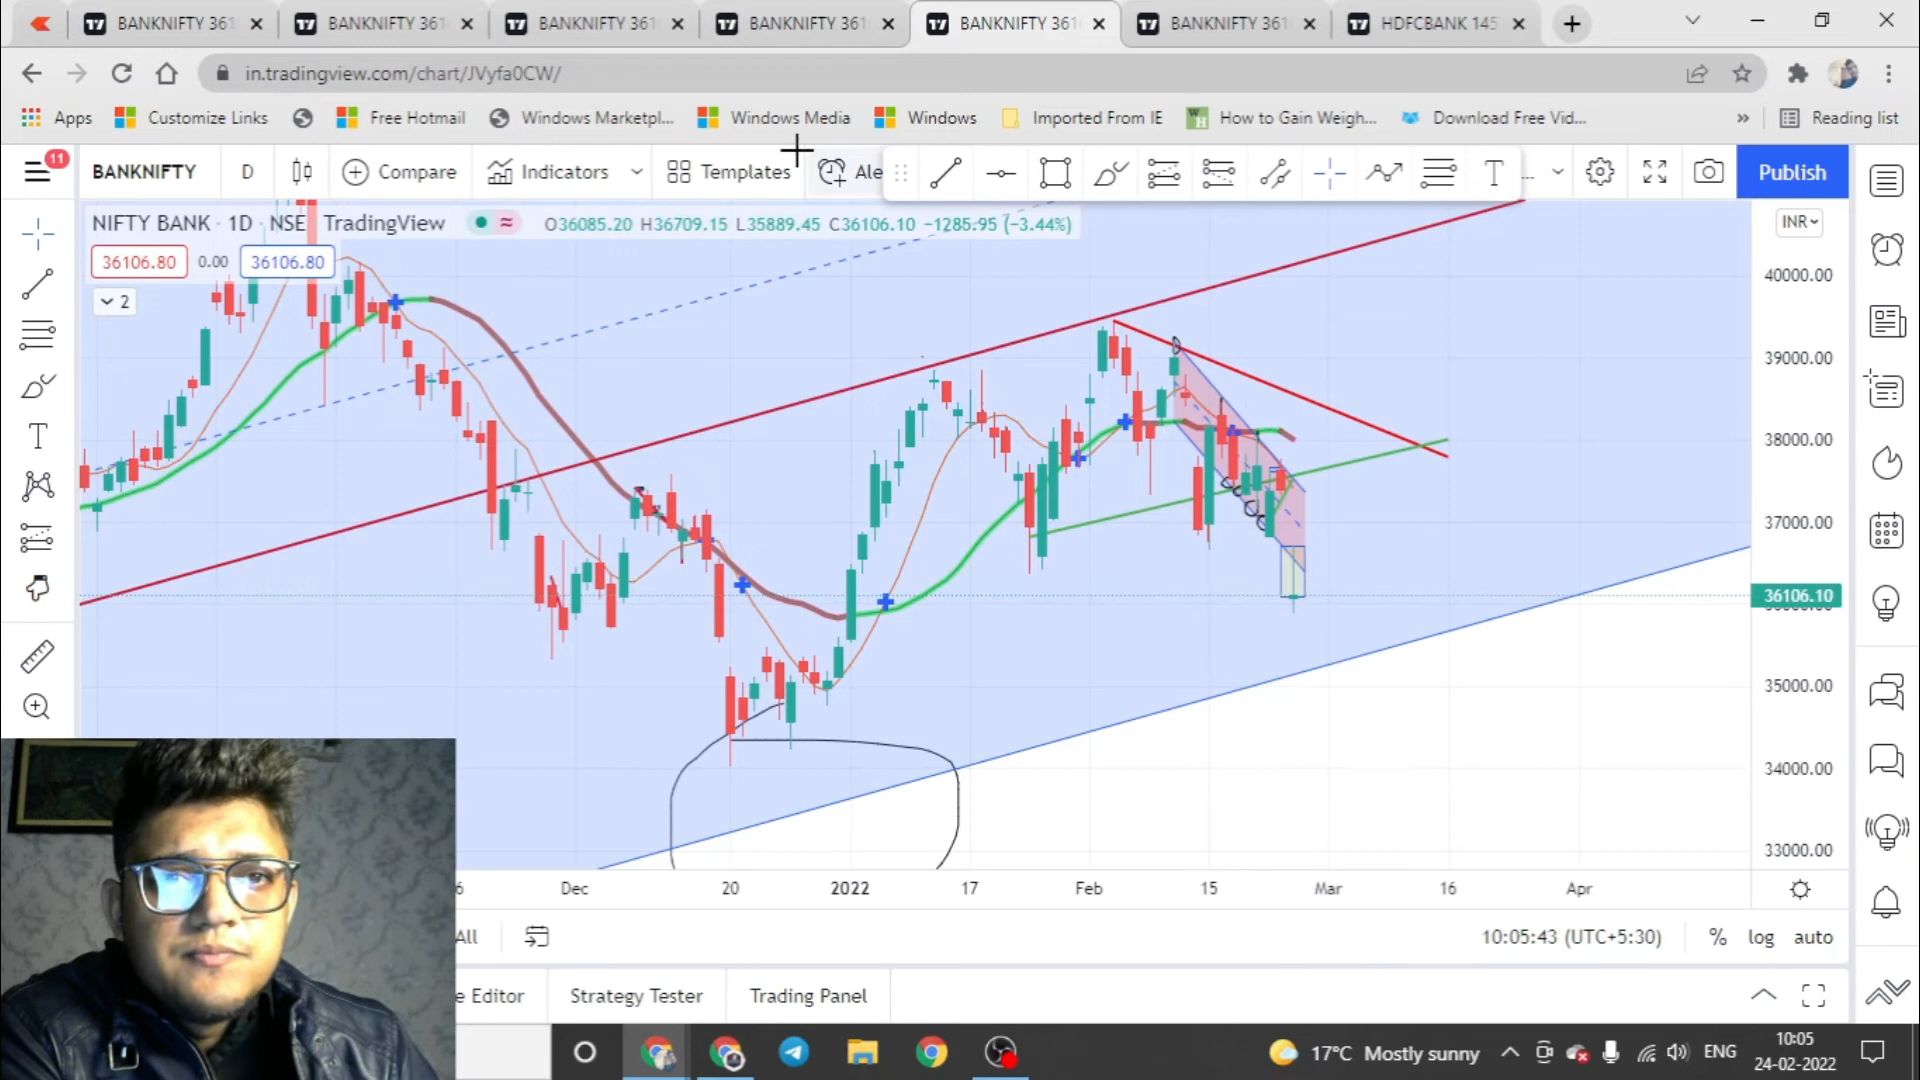 BANKNIFTY 361
BANKNIFTY 361
BANKNIFTY 361
BANKNIFTY 361
BANKNIFTY 361
BANKNIFTY 361
HDFCBANK 145
in.tradingview.com/chart/JVyfa0CW/
Apps
Customize Links
Free Hotmail
Windows Marketpl...
Windows Media
Windows
Imported From IE
How to Gain Weigh...
Download Free Vid...
»
Reading list
11
BANKNIFTY
D
Compare
Indicators
Templates
Ale
T
...
Publish
NIFTY BANK · 1D · NSE TradingView
O36085.20 H36709.15 L35889.45 C36106.10 −1285.95 (−3.44%)
INR
36106.80
0.00
36106.80
2
40000.00
39000.00
38000.00
37000.00
36106.10
35000.00
34000.00
33000.00
6
Dec
20
2022
17
Feb
15
Mar
16
Apr
All
10:05:43 (UTC+5:30)
%
log
auto
e Editor
Strategy Tester
Trading Panel
17°C Mostly sunny
ENG
10:05
24-02-2022